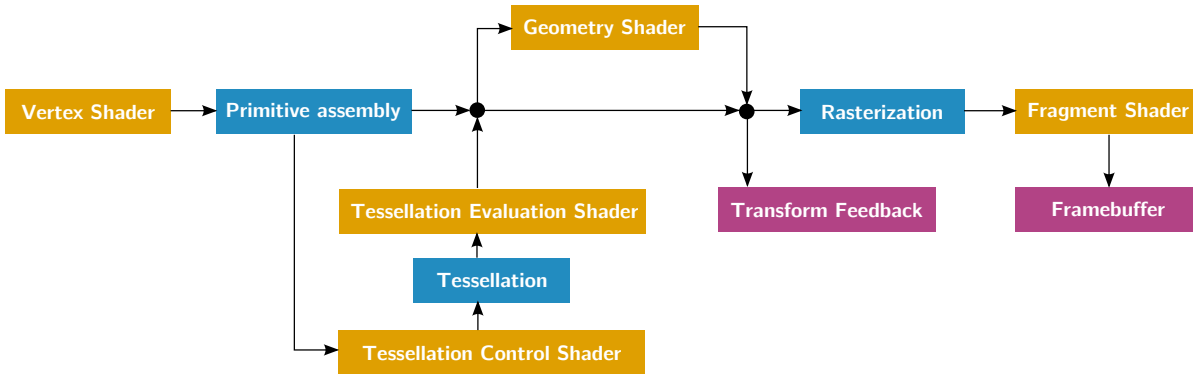 Geometry Shader
Vertex Shader
Primitive assembly
Rasterization
Fragment Shader
Tessellation Evaluation Shader
Transform Feedback
Framebuffer
Tessellation
Tessellation Control Shader